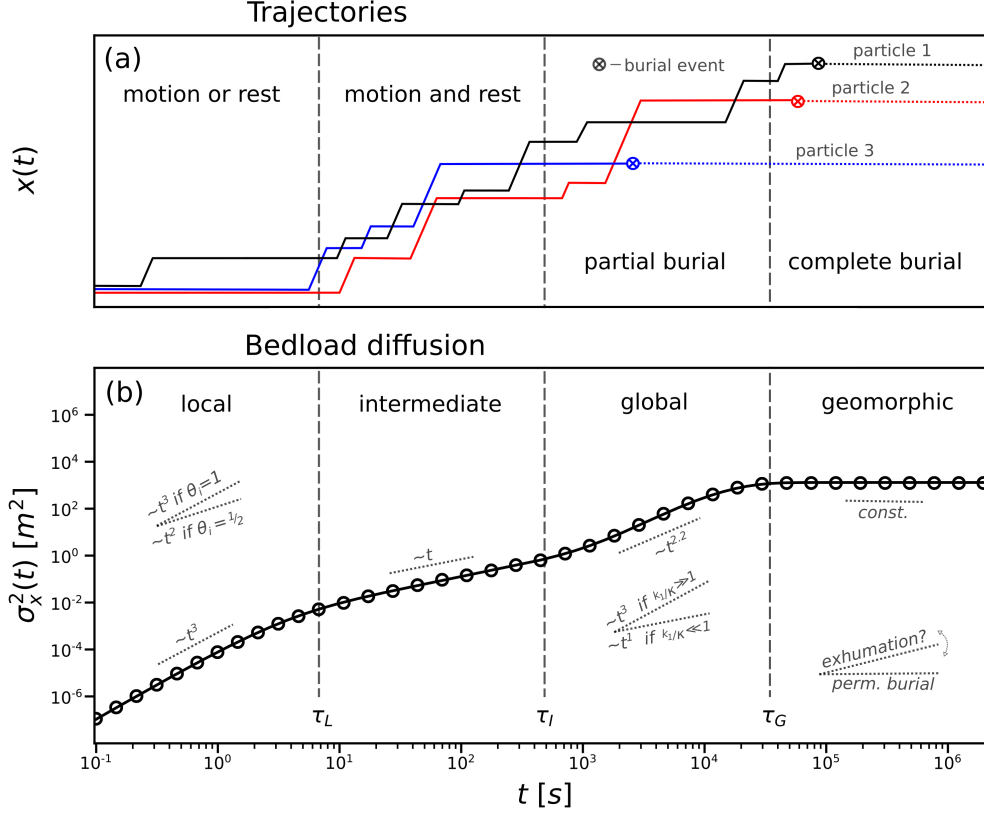 Trajectories
(a)
motion or rest
motion and rest
⊗ – burial event
particle 1
particle 2
particle 3
partial burial
complete burial
x(t)
Bedload diffusion
(b)
local
intermediate
global
geomorphic
~t³ if θᵢ=1
~t² if θᵢ = 1/2
~t³
~t
~t^2.2
~t³ if k₁/κ≫1
~t¹ if k₁/κ≪1
const.
exhumation?
perm. burial
σₓ²(t) [m²]
10⁶
10⁴
10²
10⁰
10⁻²
10⁻⁴
10⁻⁶
τ_L
τ_I
τ_G
10⁻¹ 10⁰ 10¹ 10² 10³ 10⁴ 10⁵ 10⁶
t [s]